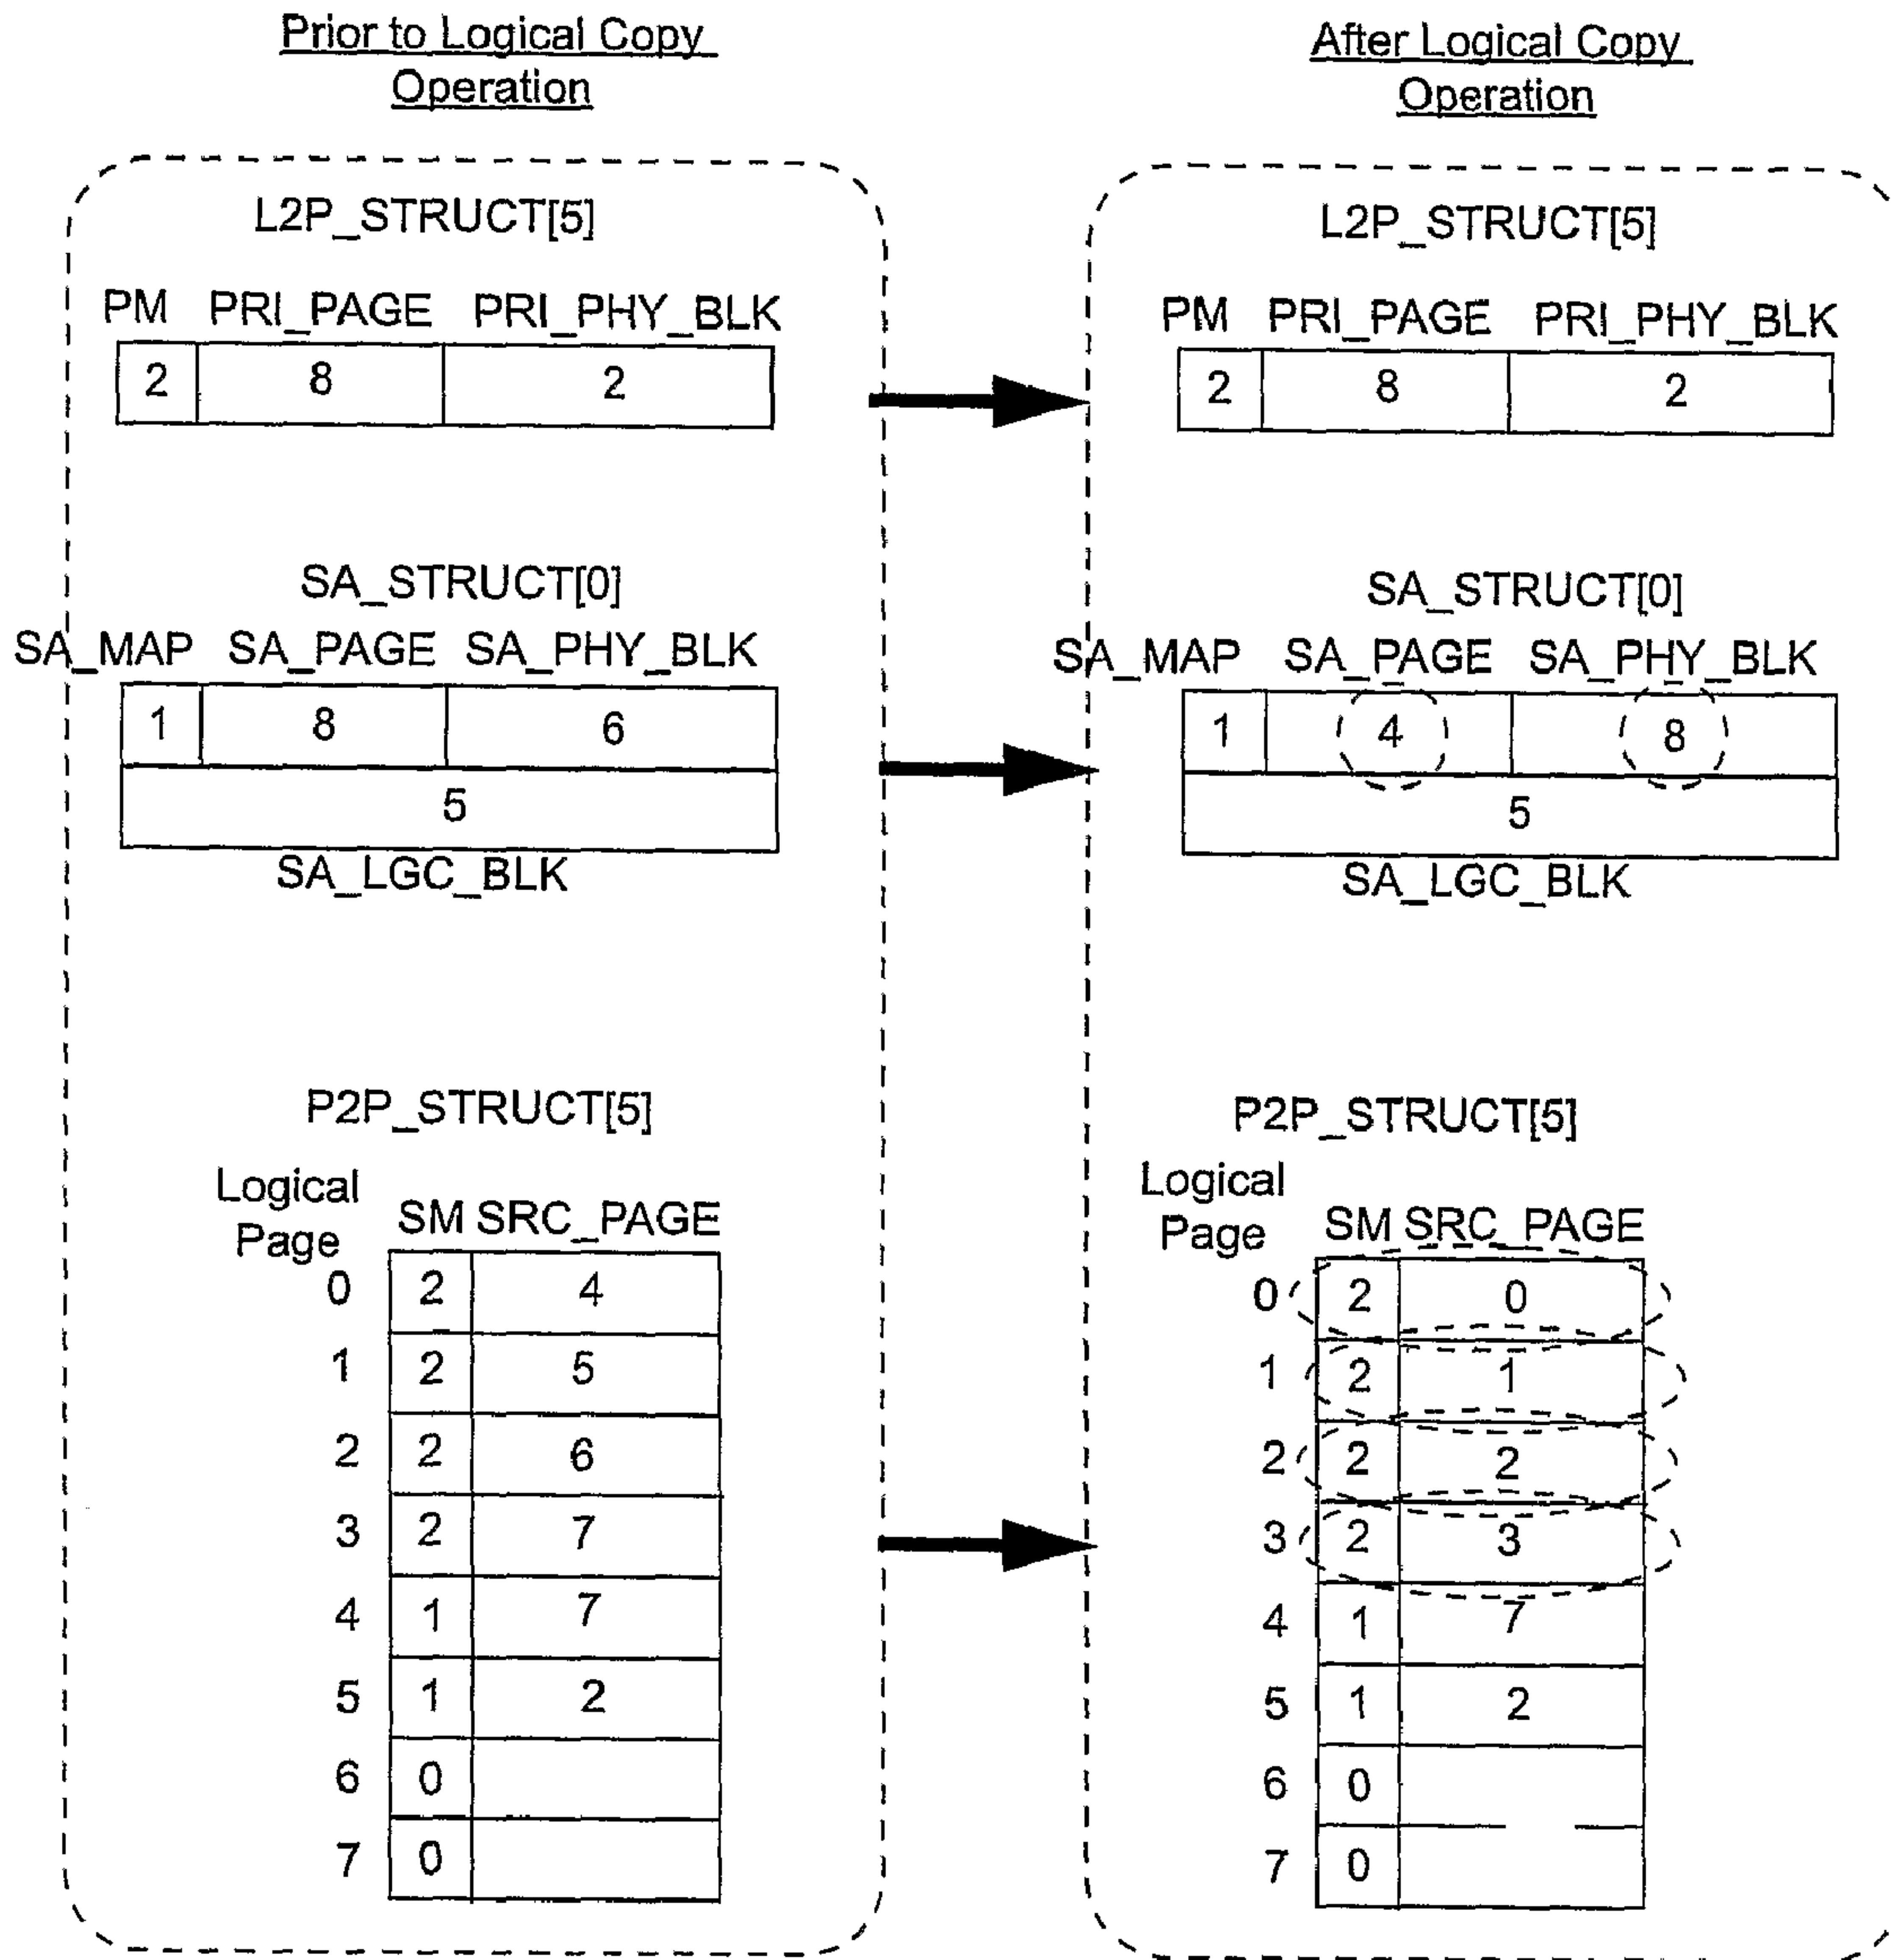 Prior to Logical Copy
Operation
L2P_STRUCT[5]
PM PRI_PAGE PRI_PHY_BLK
2 8 2
SA_STRUCT[0]
SA_MAP SA_PAGE SA_PHY_BLK
1 8 6
5
SA_LGC_BLK
P2P_STRUCT[5]
Logical
Page SM SRC_PAGE
0 2 4
1 2 5
2 2 6
3 2 7
4 1 7
5 1 2
6 0
7 0
After Logical Copy
Operation
L2P_STRUCT[5]
PM PRI_PAGE PRI_PHY_BLK
2 8 2
SA_STRUCT[0]
SA_MAP SA_PAGE SA_PHY_BLK
1 4 8
5
SA_LGC_BLK
P2P_STRUCT[5]
Logical
Page SM SRC_PAGE
0 2 0
1 2 1
2 2 2
3 2 3
4 1 7
5 1 2
6 0
7 0